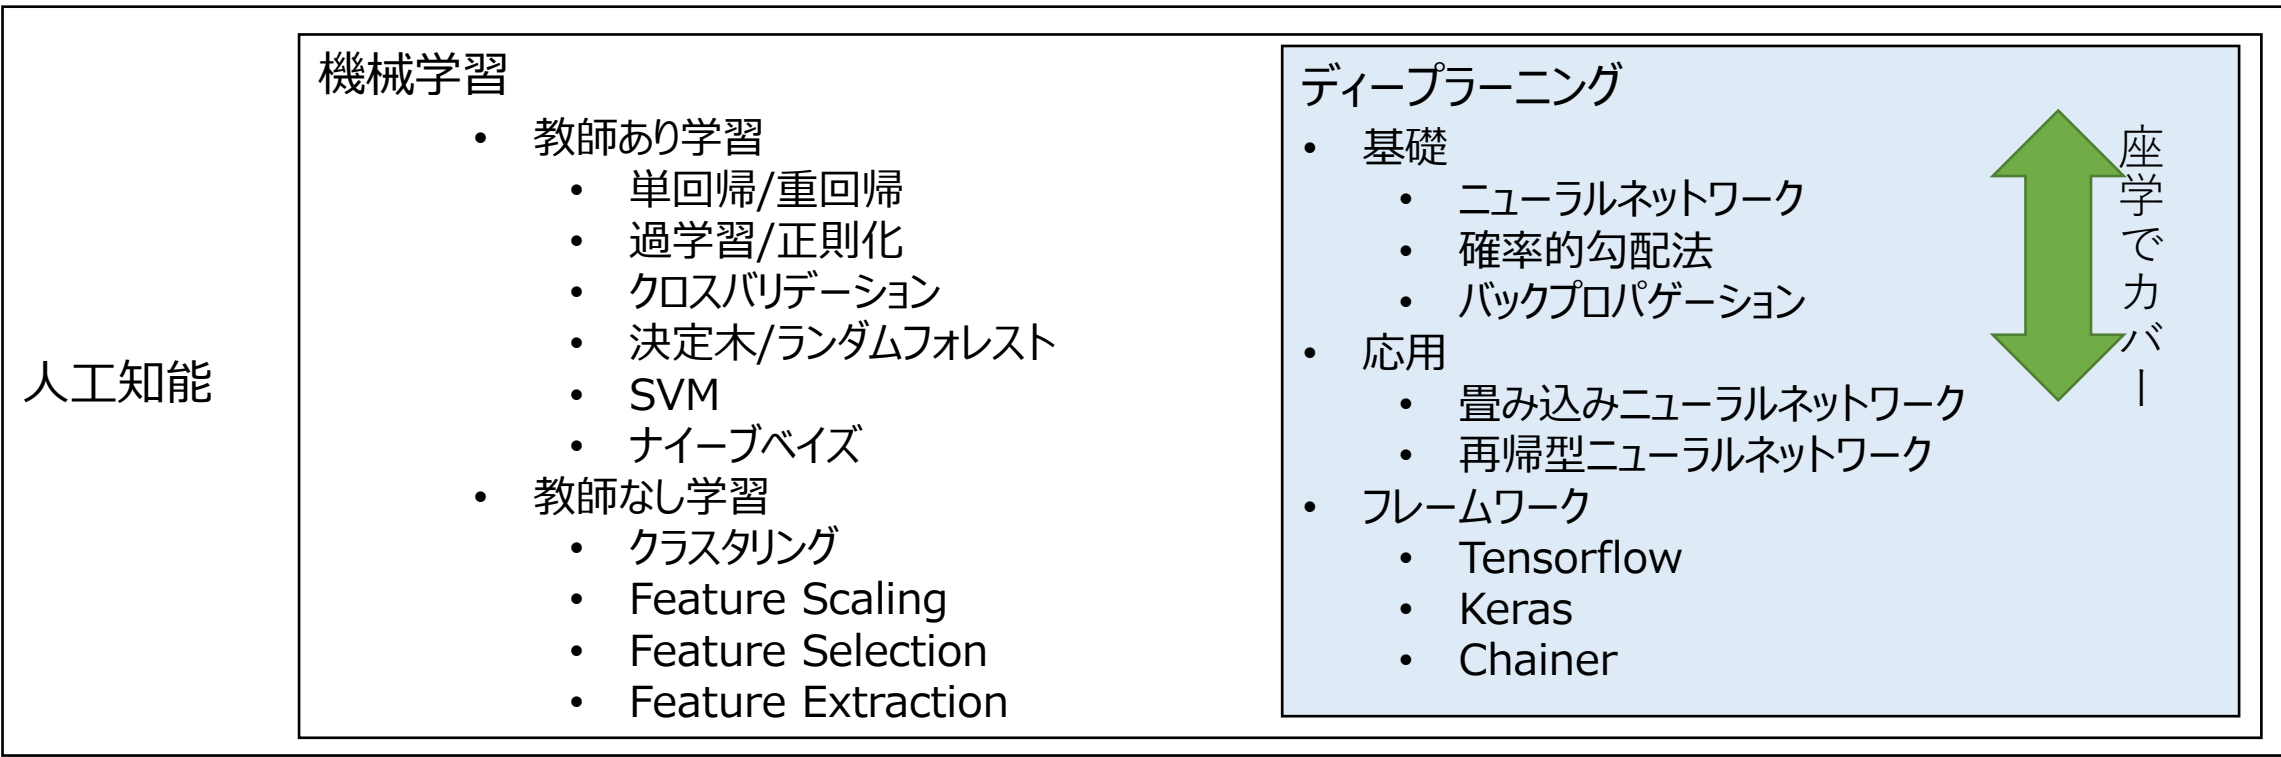 人工知能
機械学習
• 教師あり学習
• 単回帰/重回帰
• 過学習/正則化
• クロスバリデーション
• 決定木/ランダムフォレスト
• SVM
• ナイーブベイズ
• 教師なし学習
• クラスタリング
• Feature Scaling
• Feature Selection
• Feature Extraction
ディープラーニング
• 基礎
• ニューラルネットワーク
• 確率的勾配法
• バックプロパゲーション
• 応用
• 畳み込みニューラルネットワーク
• 再帰型ニューラルネットワーク
• フレームワーク
• Tensorflow
• Keras
• Chainer
座学でカバー